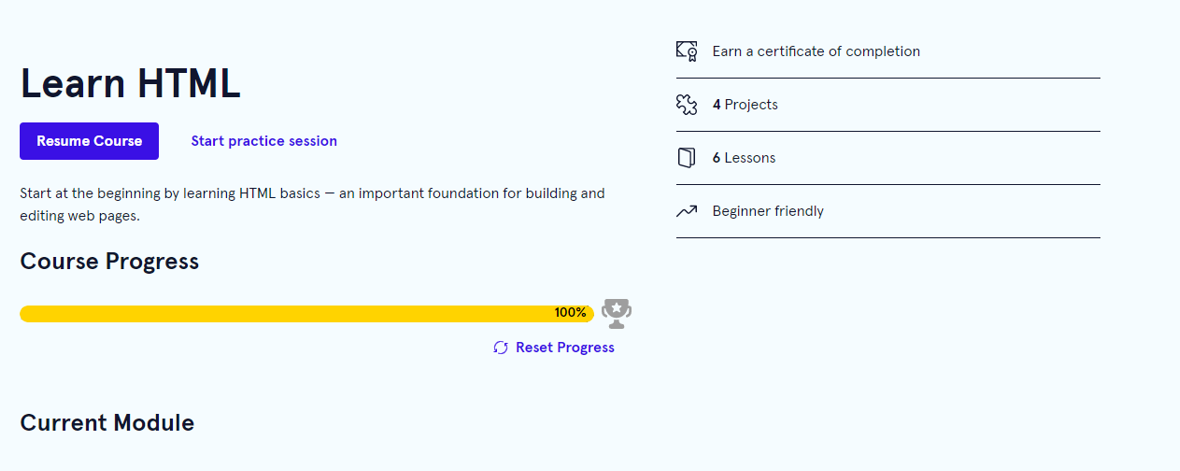 Learn HTML
Resume Course
Start practice session
Start at the beginning by learning HTML basics — an important foundation for building and
editing web pages.
Course Progress
100%
Reset Progress
Current Module
Earn a certificate of completion
4 Projects
6 Lessons
Beginner friendly